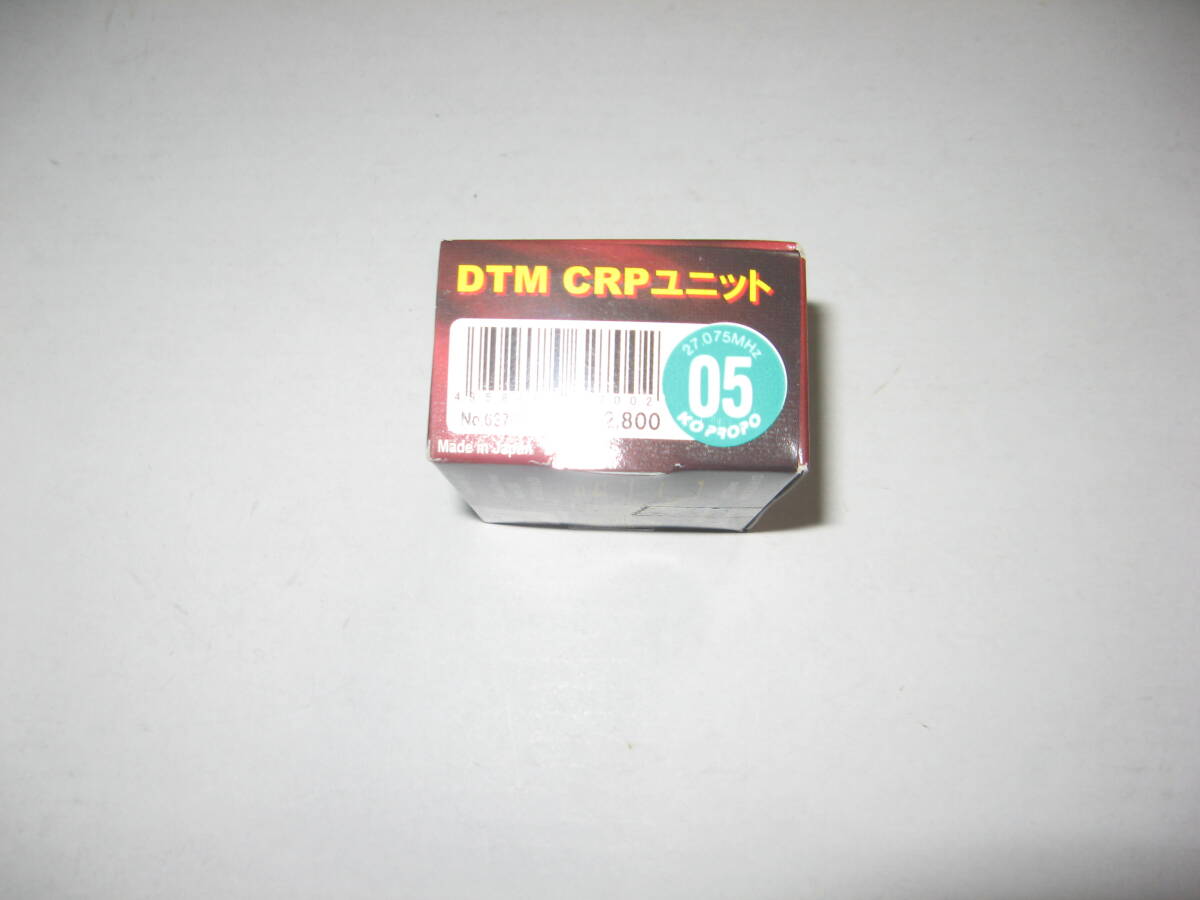 DTM CRPユニット
27.075MHz
05
KO PROPO
2,800
Made in Japan